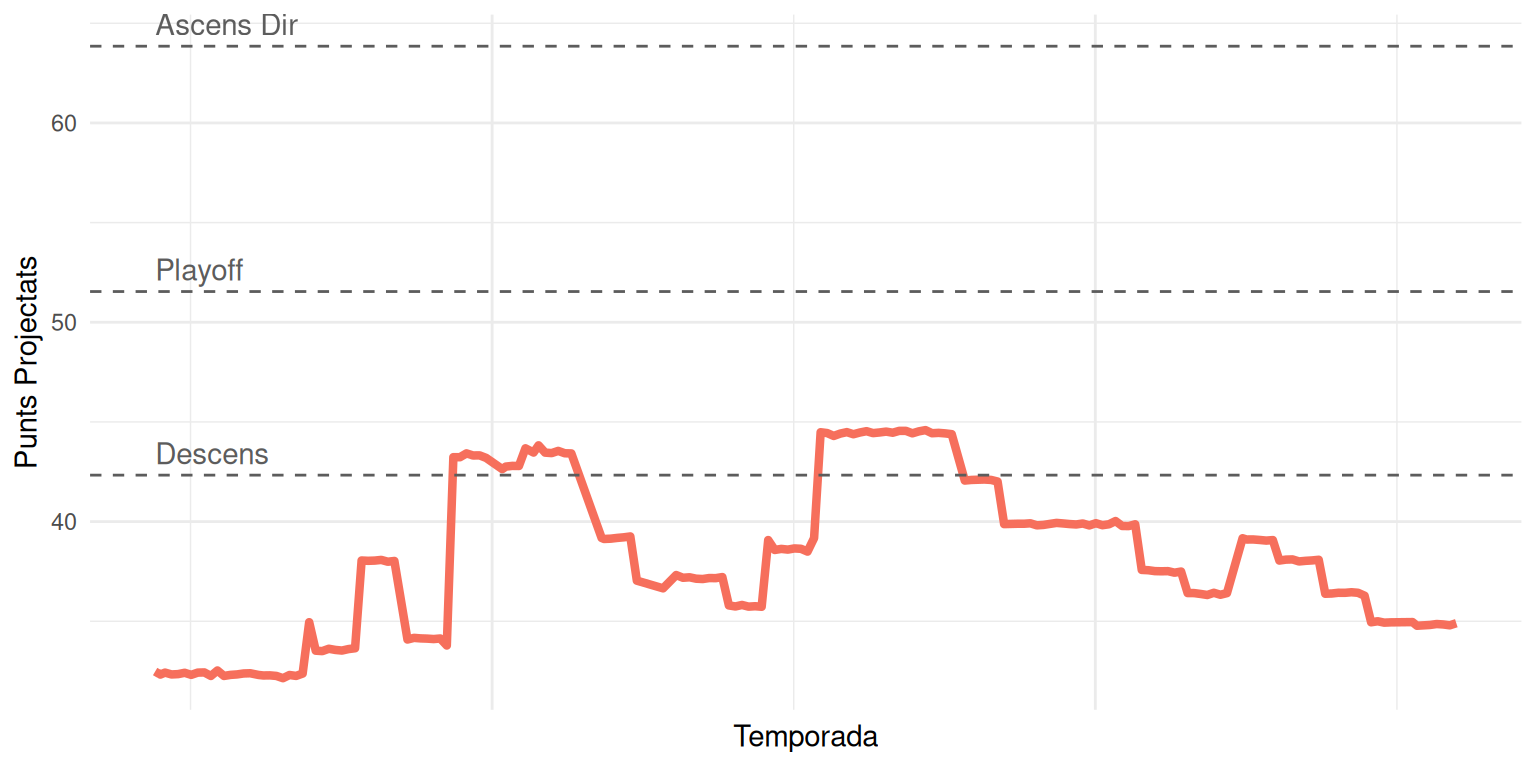 Ascens Dir
60
Playoff
50
Descens
40
Punts Projectats
Temporada